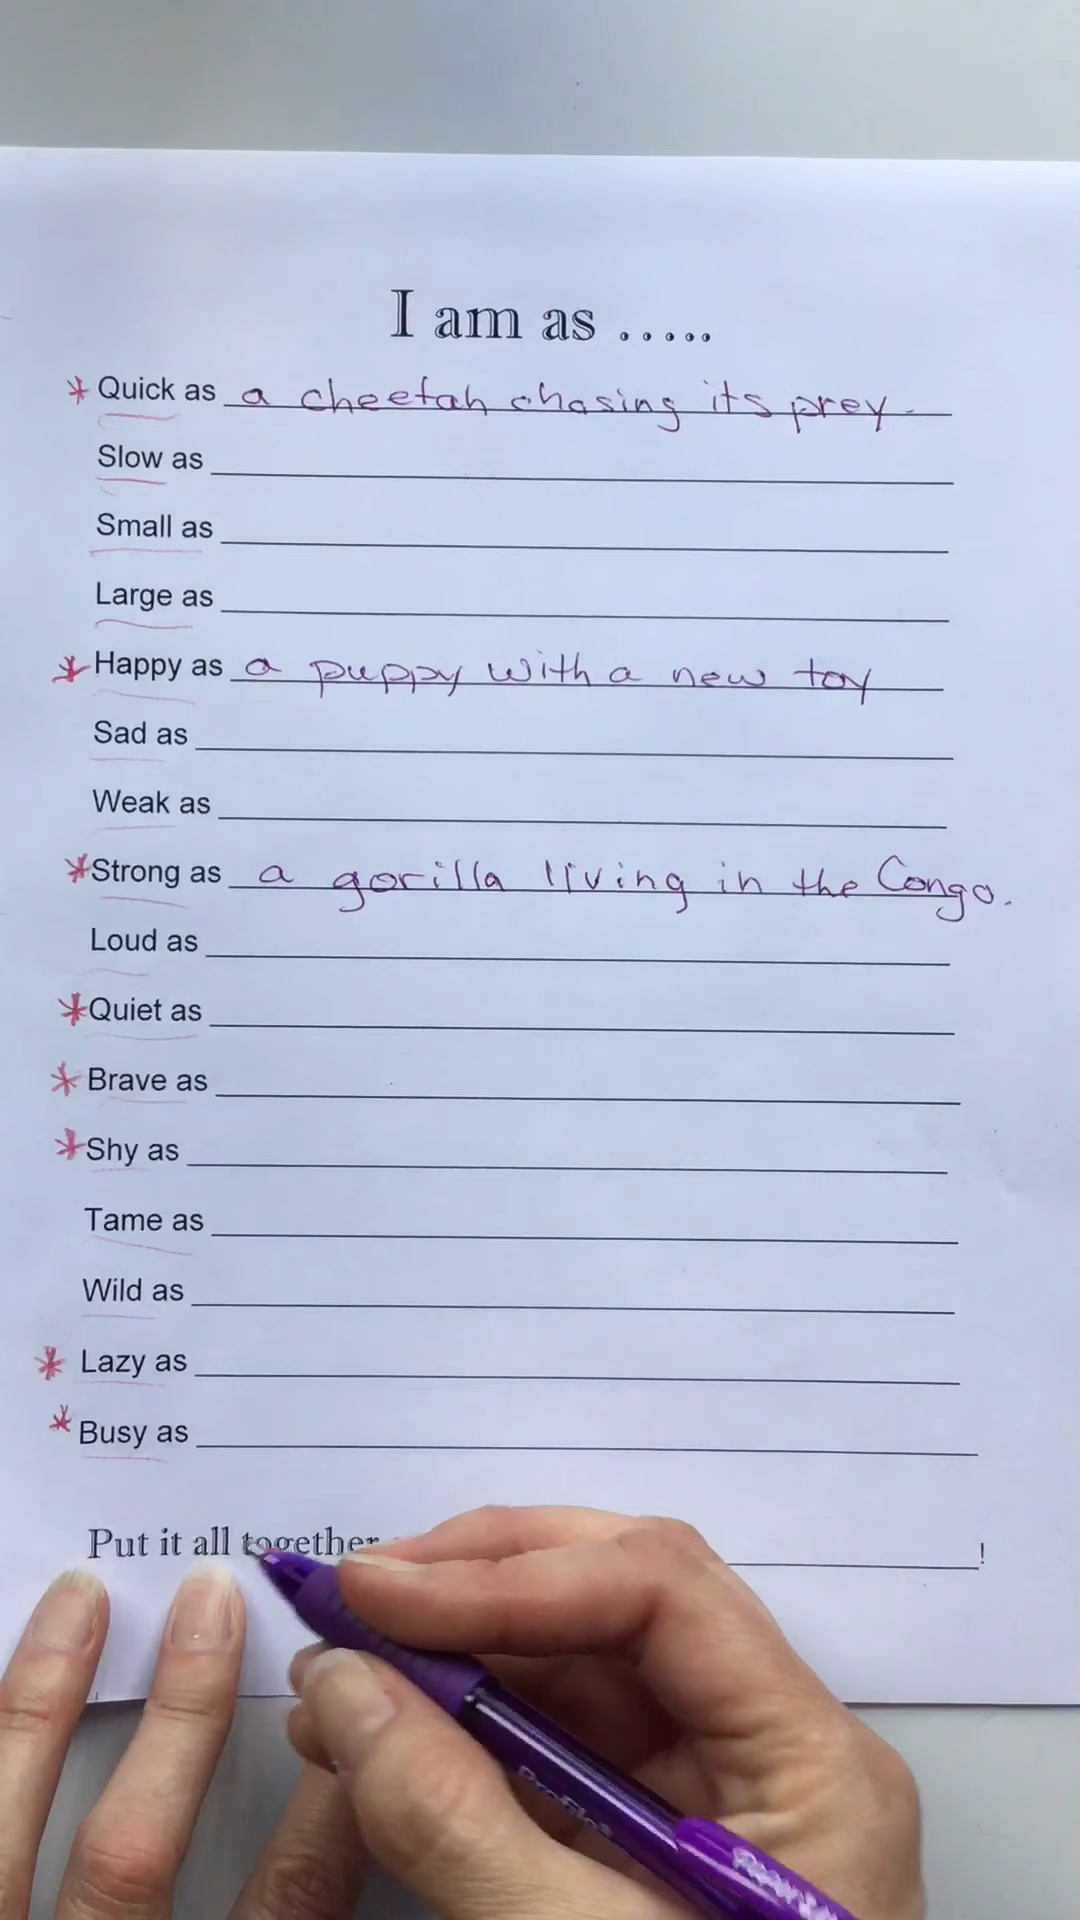 I am as .....
* Quick as a cheetah chasing its prey.
Slow as
Small as
Large as
* Happy as a puppy with a new toy
Sad as
Weak as
* Strong as a gorilla living in the Congo.
Loud as
* Quiet as
* Brave as
* Shy as
Tame as
Wild as
* Lazy as
* Busy as
Put it all together !
Profile